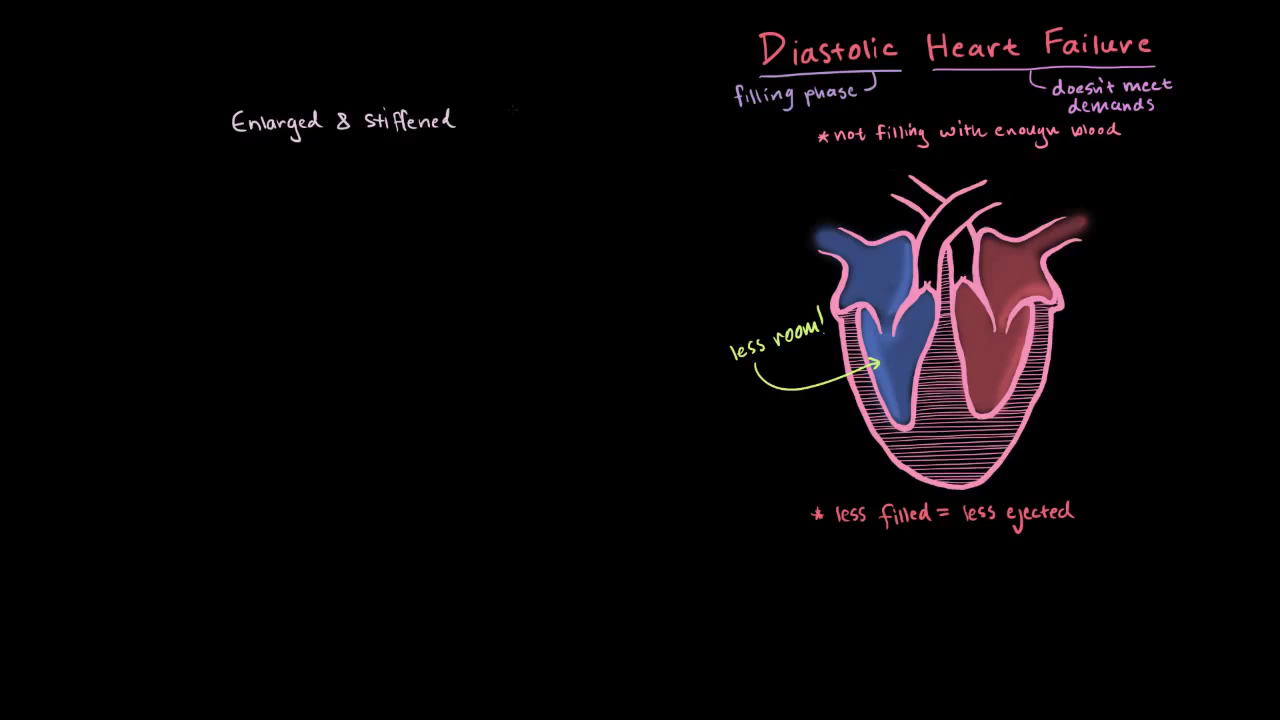 Diastolic Heart Failure
filling phase
doesn't meet
demands
*not filling with enough blood
Enlarged & Stiffened
less room!
* less filled = less ejected